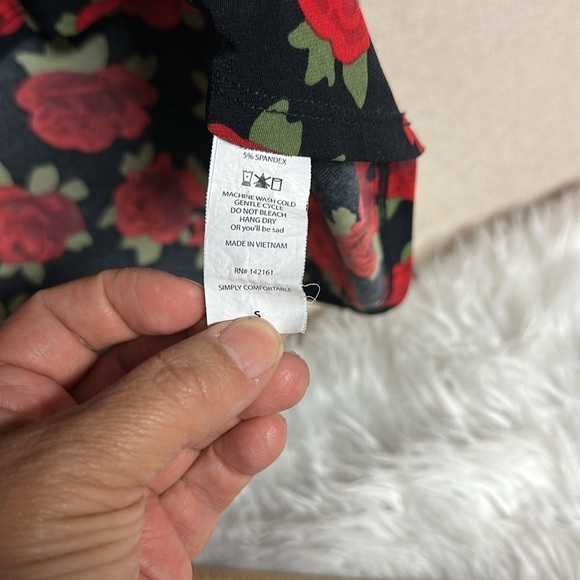 5% SPANDEX
MACHINE WASH COLD
GENTLE CYCLE
DO NOT BLEACH
HANG DRY
OR you'll be sad
MADE IN VIETNAM
RN# 142161
SIMPLY COMFORTABLE
S